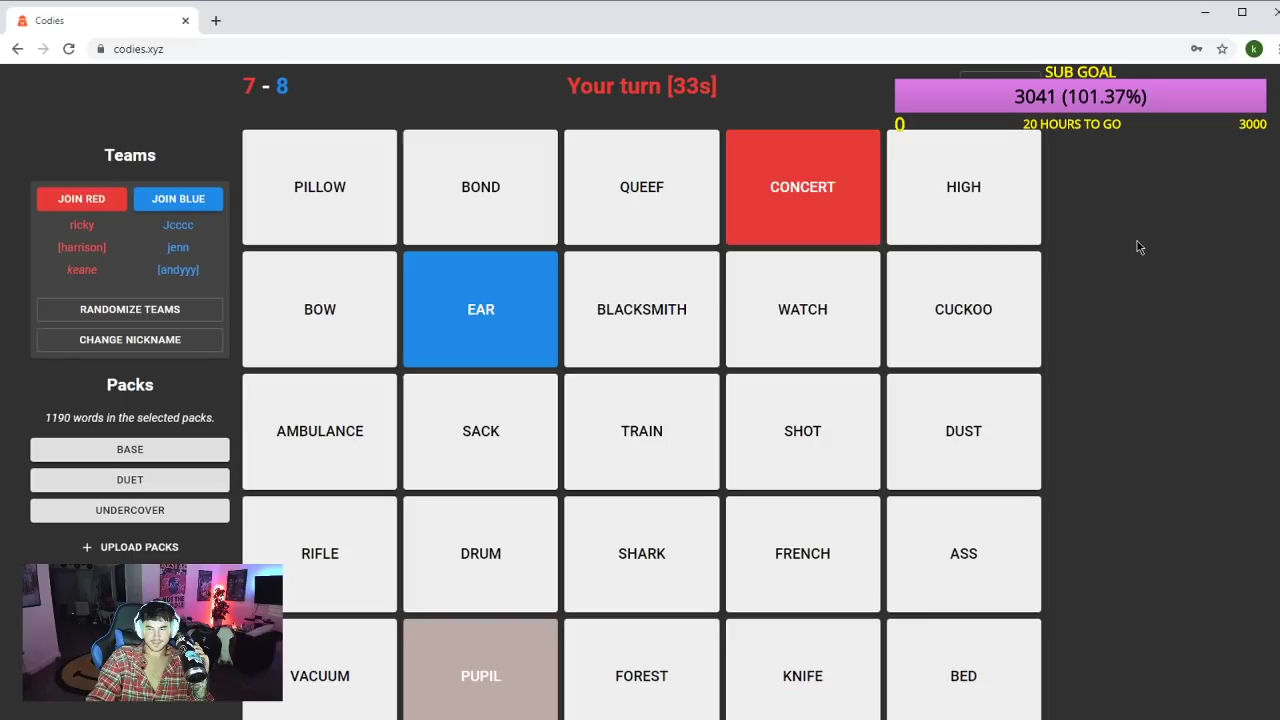 Codies
codies.xyz
k
7 - 8
Your turn [33s]
SUB GOAL
3041 (101.37%)
0
20 HOURS TO GO
3000
Teams
JOIN RED
JOIN BLUE
ricky
Jcccc
[harrison]
jenn
keane
[andyyy]
RANDOMIZE TEAMS
CHANGE NICKNAME
Packs
1190 words in the selected packs.
BASE
DUET
UNDERCOVER
+ UPLOAD PACKS
PILLOW
BOND
QUEEF
CONCERT
HIGH
BOW
EAR
BLACKSMITH
WATCH
CUCKOO
AMBULANCE
SACK
TRAIN
SHOT
DUST
RIFLE
DRUM
SHARK
FRENCH
ASS
VACUUM
PUPIL
FOREST
KNIFE
BED